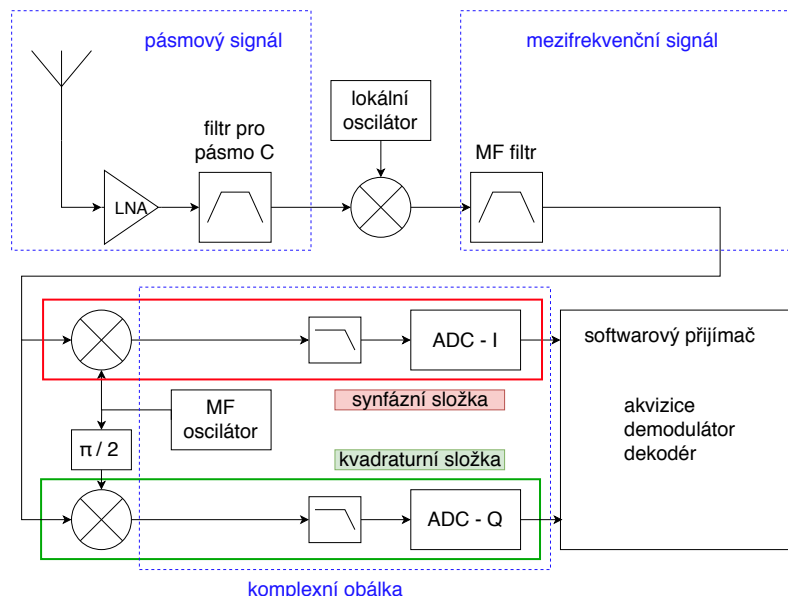 pásmový signál
mezifrekvenční signál
lokální
oscilátor
filtr pro
pásmo C
MF filtr
LNA
ADC - I
softwarový přijímač
synfázní složka
akvizice
demodulátor
dekodér
MF
oscilátor
π / 2
kvadraturní složka
ADC - Q
komplexní obálka